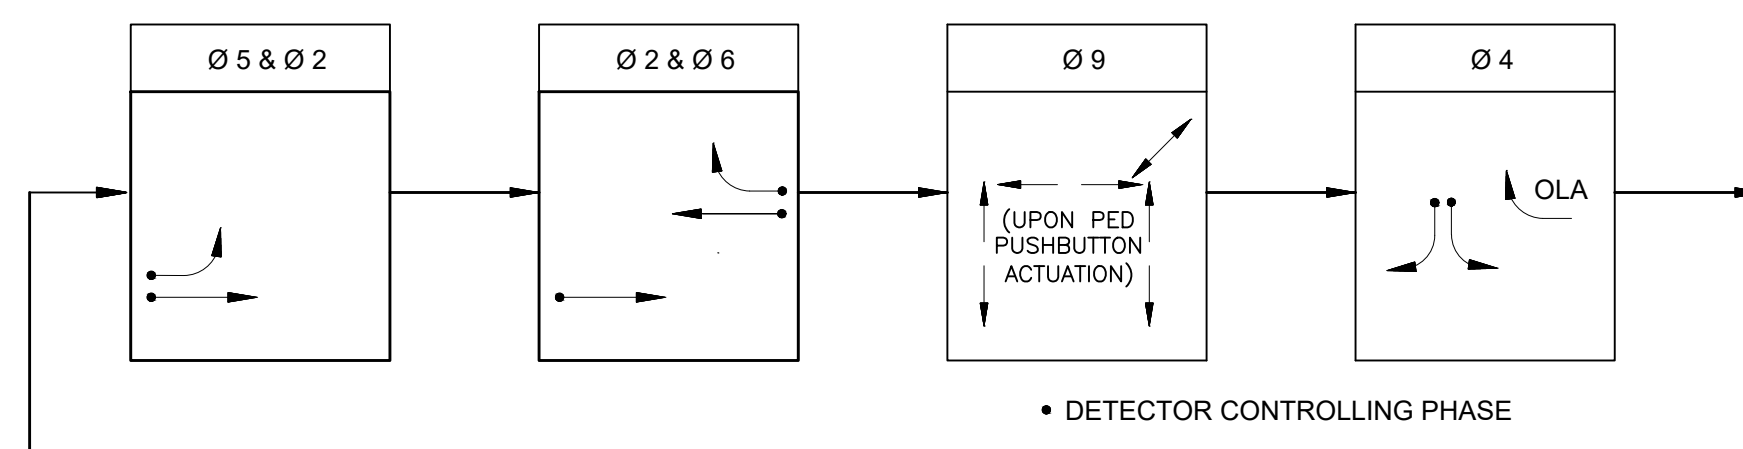 Ø 5 & Ø 2
Ø 2 & Ø 6
Ø 9
Ø 4
(UPON PED
PUSHBUTTON
ACTUATION)
OLA
DETECTOR CONTROLLING PHASE